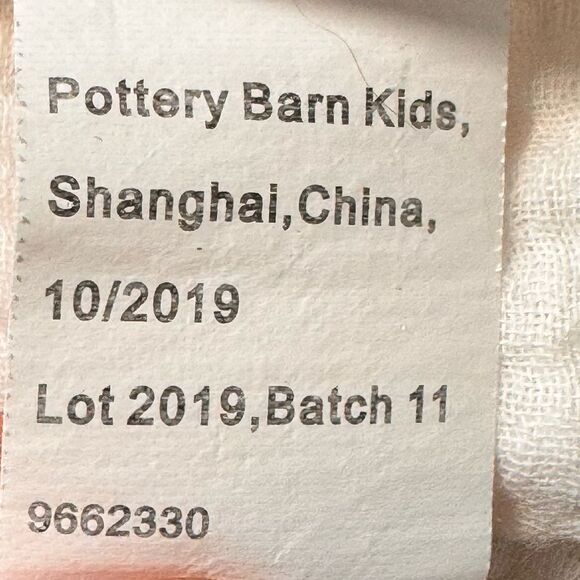 Pottery Barn Kids,
Shanghai,China,
10/2019
Lot 2019,Batch 11
9662330